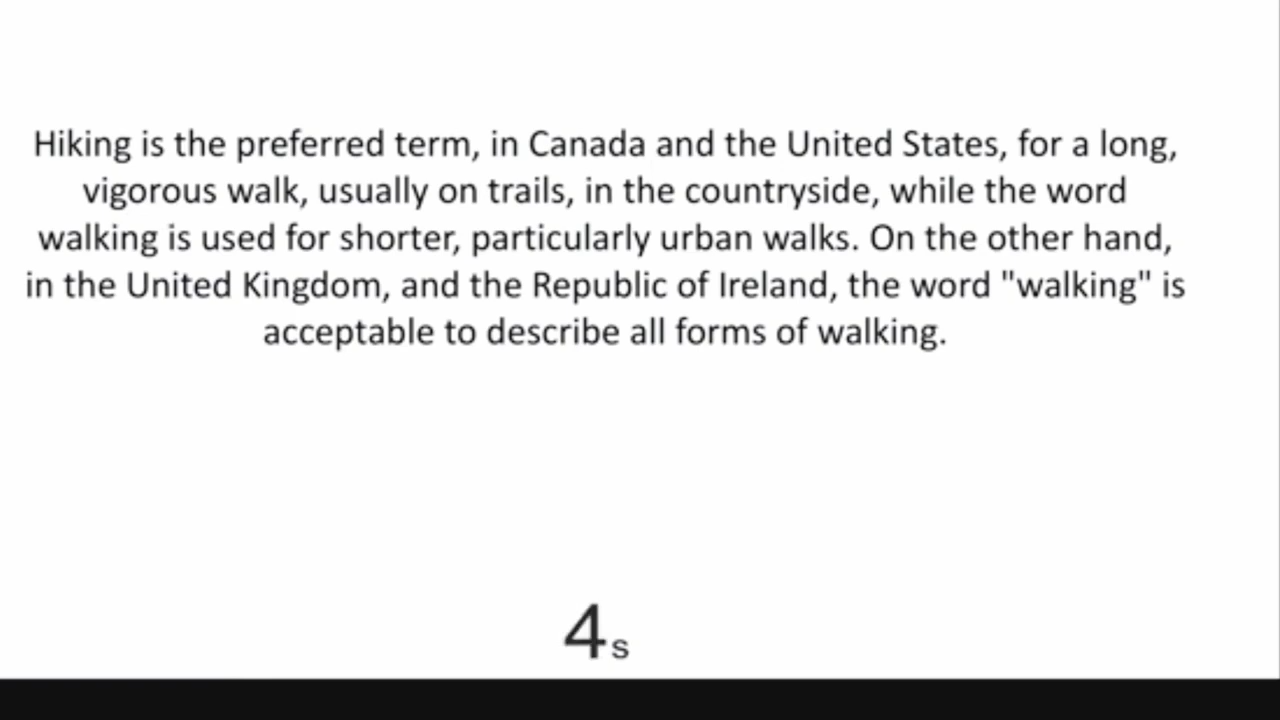 Hiking is the preferred term, in Canada and the United States, for a long,
vigorous walk, usually on trails, in the countryside, while the word
walking is used for shorter, particularly urban walks. On the other hand,
in the United Kingdom, and the Republic of Ireland, the word "walking" is
acceptable to describe all forms of walking.
4s